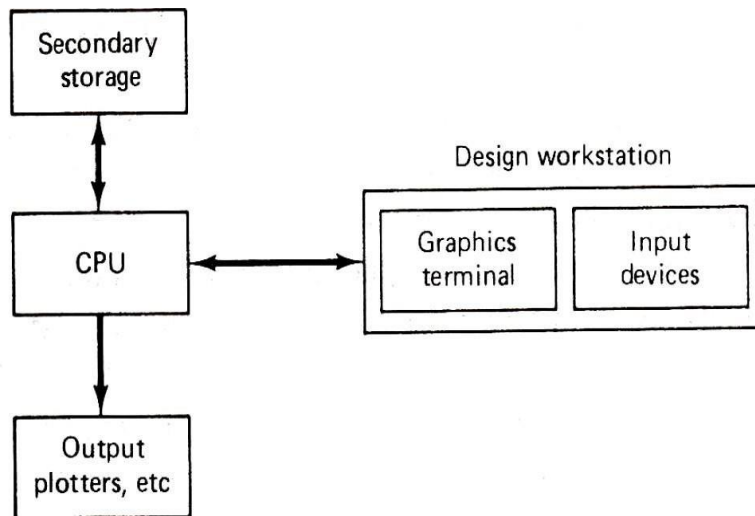 Secondary
storage
Design workstation
CPU
Graphics
terminal
Input
devices
Output
plotters, etc